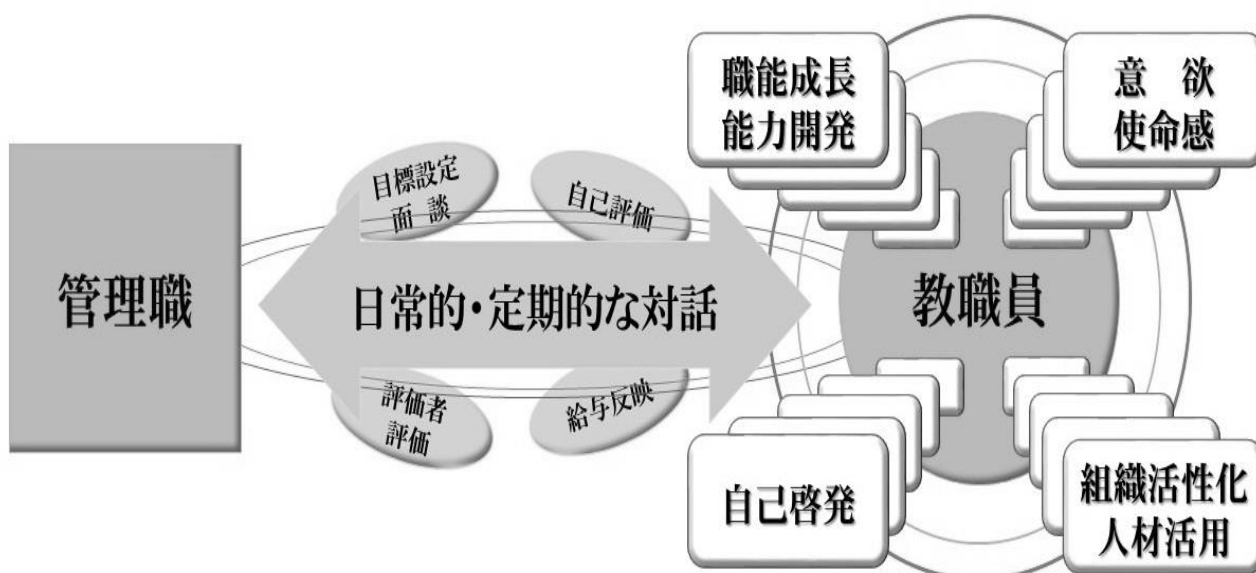 職能成長
能力開発
意　欲
使命感
目標設定
面　談
自己評価
管理職
日常的・定期的な対話
教職員
評価者
評価
給与反映
自己啓発
組織活性化
人材活用